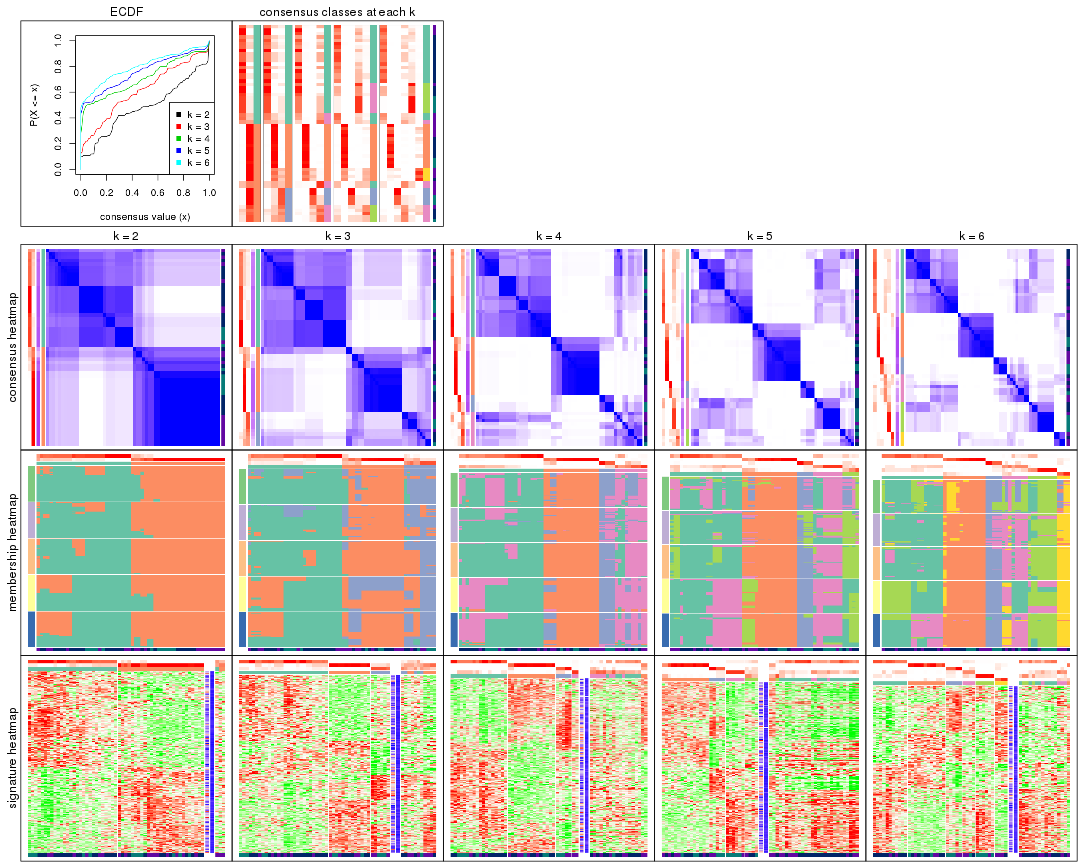 ECDF
consensus classes at each k
P(X <= x)
0.0 0.2 0.4 0.6 0.8 1.0
k = 2
k = 3
k = 4
k = 5
k = 6
0.0 0.2 0.4 0.6 0.8 1.0
consensus value (x)
k = 2 k = 3 k = 4 k = 5 k = 6
consensus heatmap
membership heatmap
signature heatmap